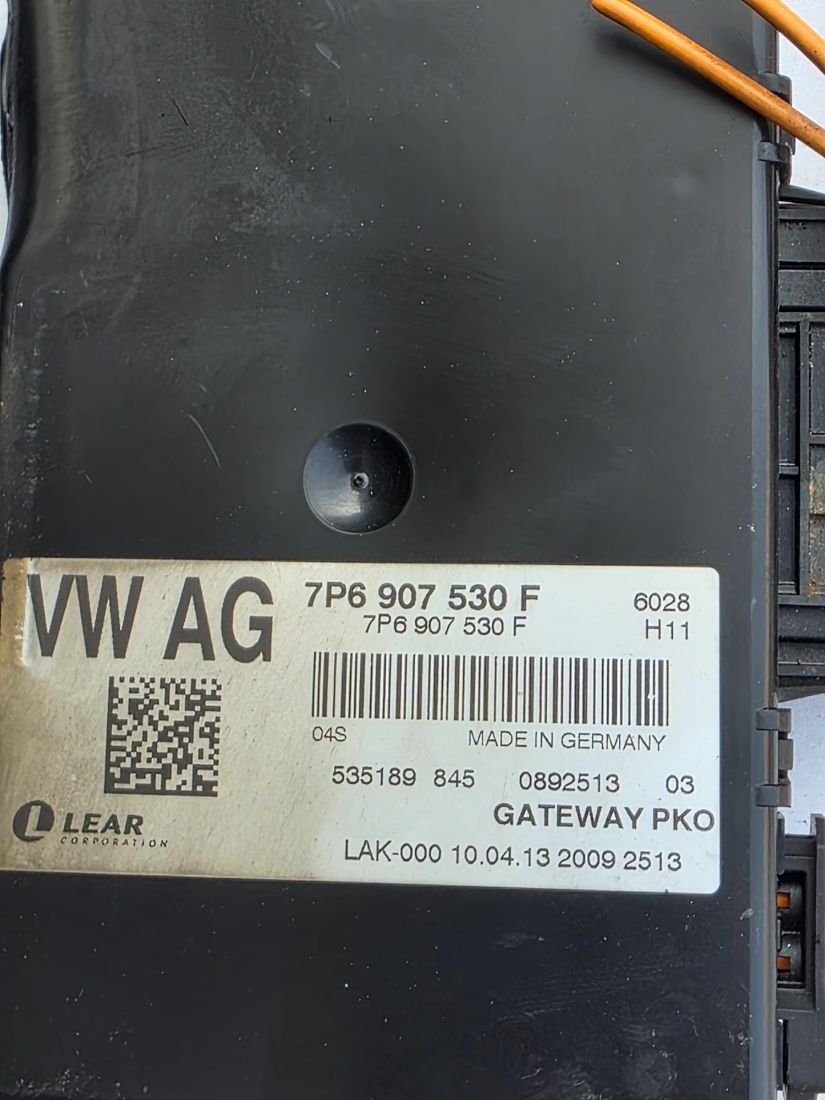 VW AG
7P6 907 530 F
6028
7P6 907 530 F
H11
04S
MADE IN GERMANY
535189 845 0892513 03
GATEWAY PKO
LEAR
CORPORATION
LAK-000 10.04.13 2009 2513